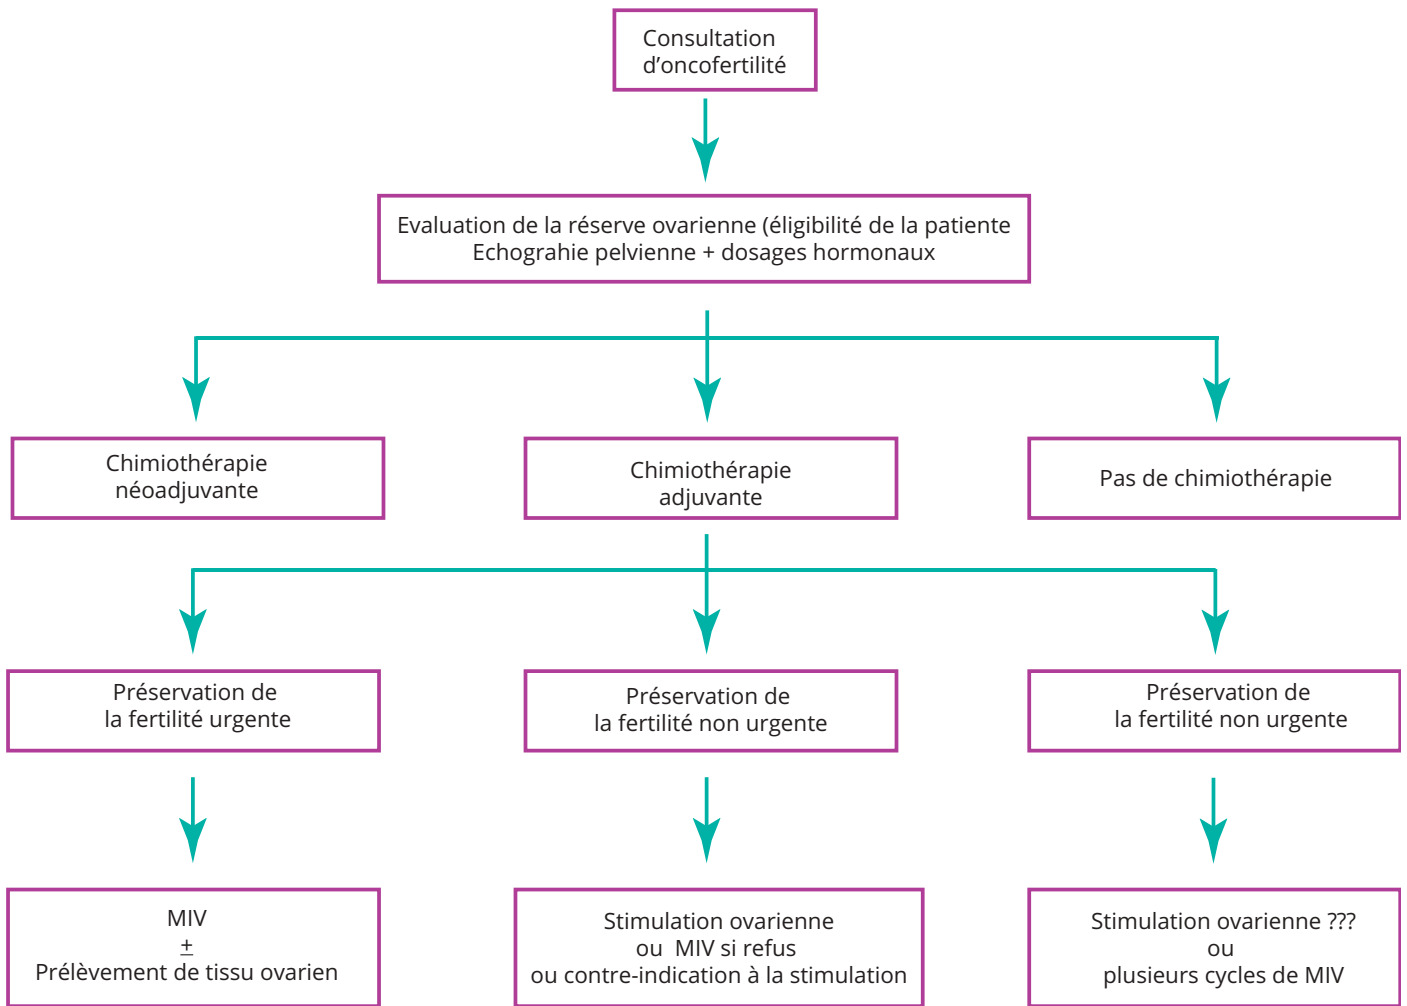 Consultation
d’oncofertilité
Evaluation de la réserve ovarienne (éligibilité de la patiente
Echograhie pelvienne + dosages hormonaux
Chimiothérapie
néoadjuvante
Chimiothérapie
adjuvante
Pas de chimiothérapie
Préservation de
la fertilité urgente
Préservation de
la fertilité non urgente
Préservation de
la fertilité non urgente
MIV
±
Prélèvement de tissu ovarien
Stimulation ovarienne
ou MIV si refus
ou contre-indication à la stimulation
Stimulation ovarienne ???
ou
plusieurs cycles de MIV